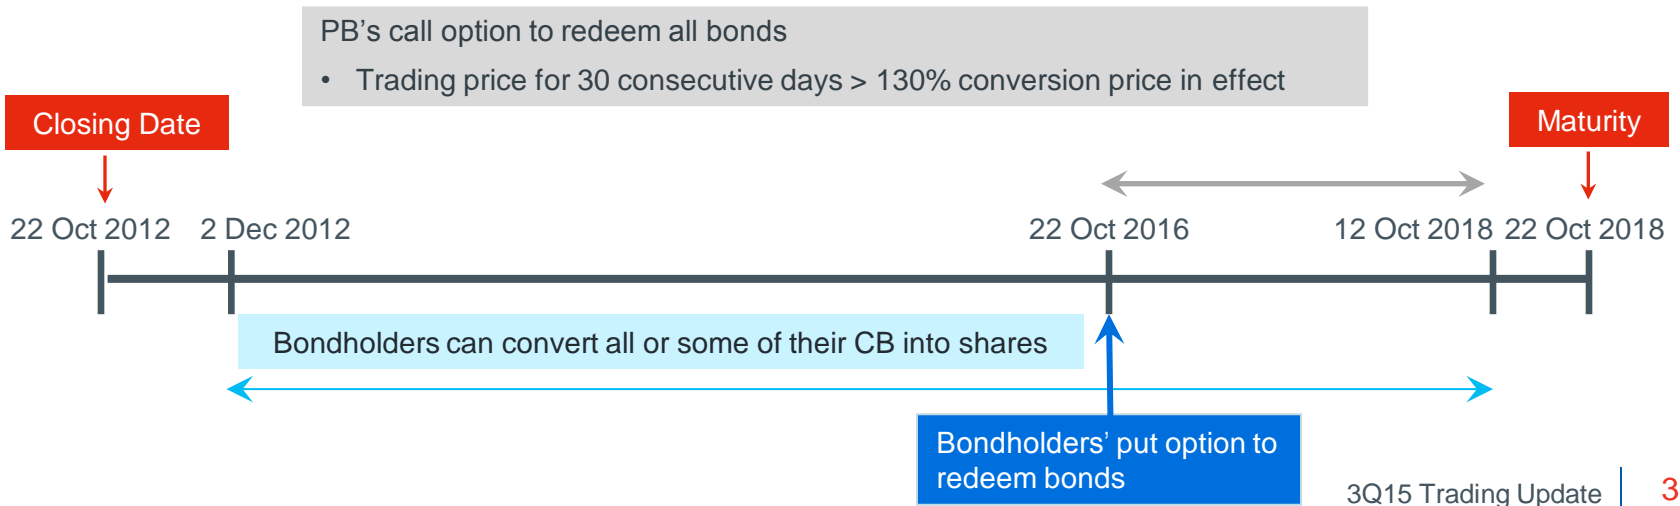 PB’s call option to redeem all bonds
• Trading price for 30 consecutive days > 130% conversion price in effect
Closing Date
Maturity
22 Oct 2012
2 Dec 2012
22 Oct 2016
12 Oct 2018
22 Oct 2018
Bondholders can convert all or some of their CB into shares
Bondholders’ put option to
redeem bonds
3Q15 Trading Update
3